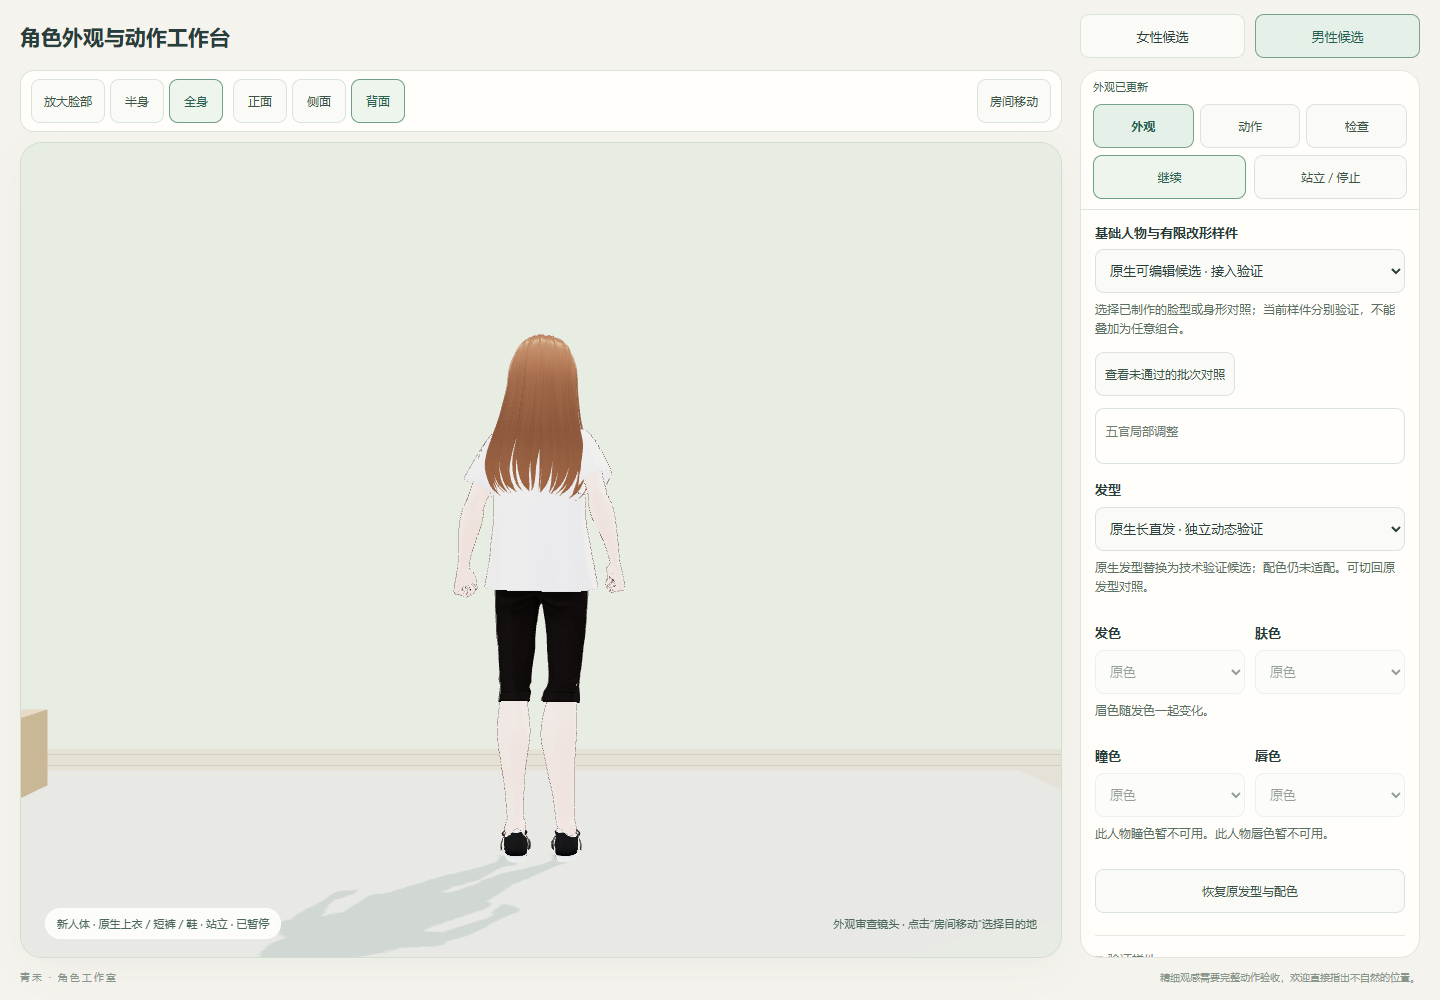 角色外观与动作工作台
女性候选
男性候选
放大脸部
半身
全身
正面
侧面
背面
房间移动
外观已更新
外观
动作
检查
继续
站立 / 停止
基础人物与有限改形样件
原生可编辑候选 · 接入验证
选择已制作的脸型或身形对照；当前样件分别验证，不能
叠加为任意组合。
查看未通过的批次对照
五官局部调整
发型
原生长直发 · 独立动态验证
原生发型替换为技术验证候选；配色仍未适配。可切回原
发型对照。
发色
肤色
原色
原色
眉色随发色一起变化。
瞳色
唇色
原色
原色
此人物瞳色暂不可用。此人物唇色暂不可用。
恢复原发型与配色
新人体 · 原生上衣 / 短裤 / 鞋 · 站立 · 已暂停
外观审查镜头 · 点击“房间移动”选择目的地
青禾 · 角色工作室
精细观感需要完整动作验收，欢迎直接指出不自然的位置。